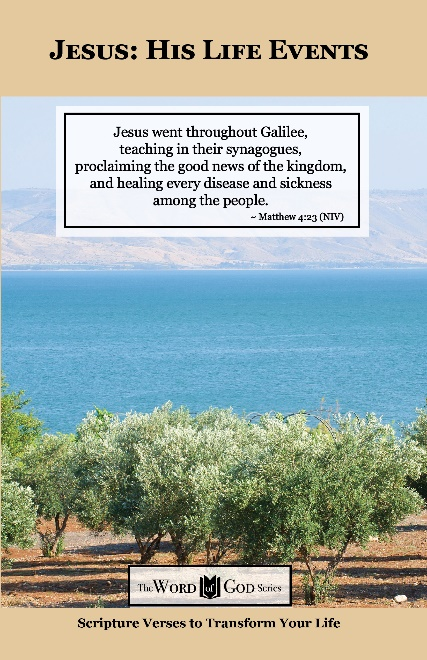 Jesus: His Life Events
Jesus went throughout Galilee,
teaching in their synagogues,
proclaiming the good news of the kingdom,
and healing every disease and sickness
among the people.
~ Matthew 4:23 (NIV)
The Word of God Series
Scripture Verses to Transform Your Life